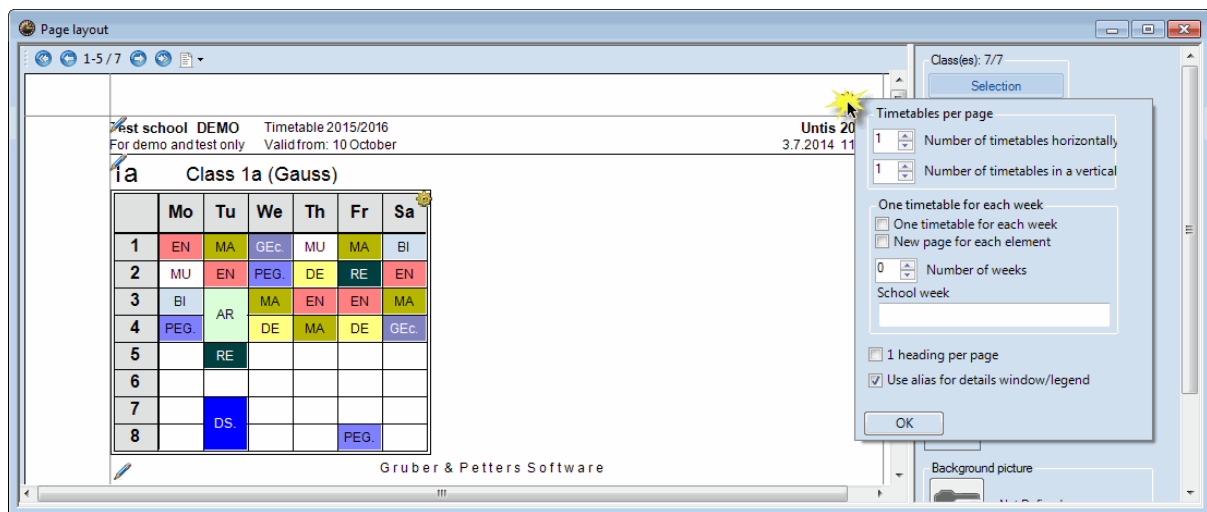 Page layout
1-5 / 7
Class(es): 7/7
Selection
Test school DEMO Timetable 2015/2016 Untis 20
For demo and test only Valid from: 10 October 3.7.2014 11
1a Class 1a (Gauss)
Mo Tu We Th Fr Sa
1 EN MA GEc. MU MA BI
2 MU EN PEG. DE RE EN
3 BI AR MA EN EN MA
4 PEG. DE MA DE GEc.
5 RE
6
7 DS.
8 PEG.
Gruber & Petters Software
Timetables per page
1 Number of timetables horizontally
1 Number of timetables in a vertical
One timetable for each week
One timetable for each week
New page for each element
0 Number of weeks
School week
1 heading per page
Use alias for details window/legend
OK
Background picture